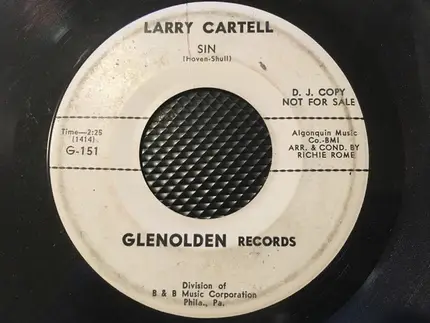 LARRY CARTELL
SIN
(Hoven-Shull)
D. J. COPY
NOT FOR SALE
Time—2:25
(1414)
G-151
Algonquin Music
Co.-BMI
ARR. & COND. BY
RICHIE ROME
GLENOLDEN RECORDS
Division of
B & B Music Corporation
Phila., Pa.